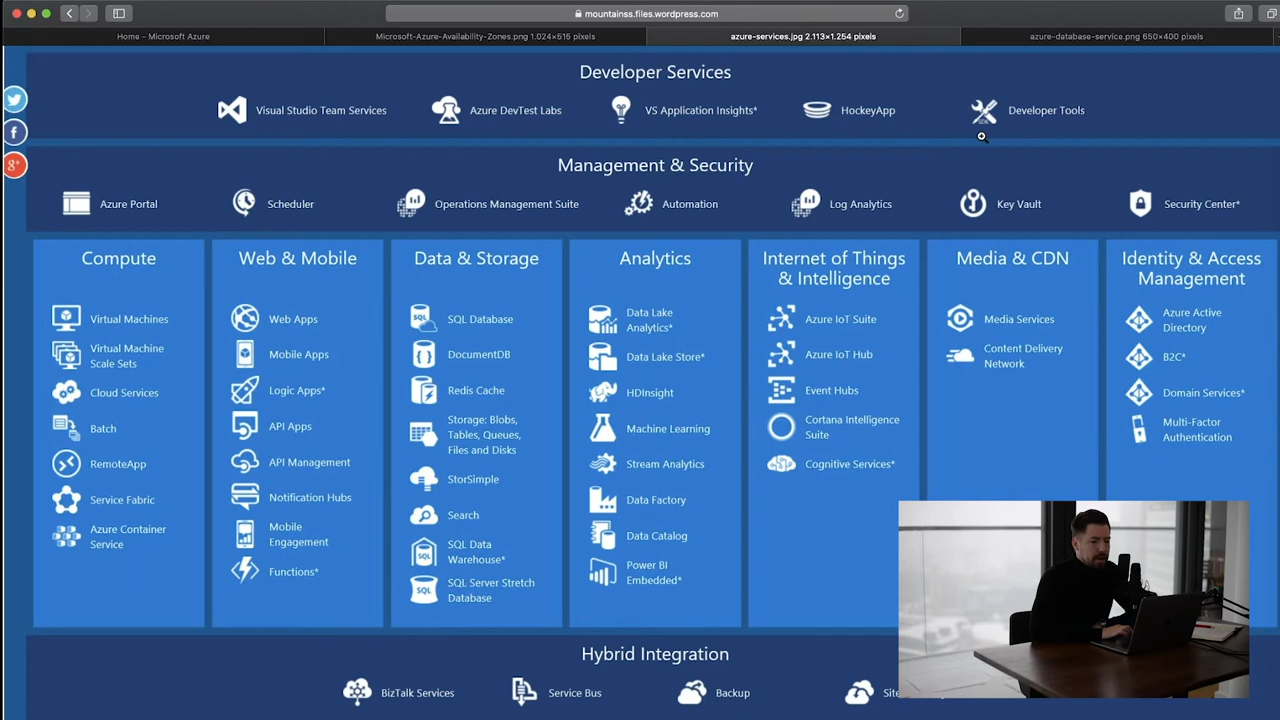 mountainss.files.wordpress.com
Home – Microsoft Azure
Microsoft-Azure-Availability-Zones.png 1.024×515 pixels
azure-services.jpg 2.113×1.254 pixels
azure-database-service.png 650×400 pixels
Developer Services
Visual Studio Team Services
Azure DevTest Labs
VS Application Insights*
HockeyApp
Developer Tools
g+
Management & Security
Azure Portal
Scheduler
Operations Management Suite
Automation
Log Analytics
Key Vault
Security Center*
Compute
Virtual Machines
Virtual Machine
Scale Sets
Cloud Services
Batch
RemoteApp
Service Fabric
Azure Container
Service
Web & Mobile
Web Apps
Mobile Apps
Logic Apps*
API Apps
API Management
Notification Hubs
Mobile
Engagement
Functions*
Data & Storage
SQL Database
DocumentDB
Redis Cache
Storage: Blobs,
Tables, Queues,
Files and Disks
StorSimple
Search
SQL Data
Warehouse*
SQL Server Stretch
Database
Analytics
Data Lake
Analytics*
Data Lake Store*
HDInsight
Machine Learning
Stream Analytics
Data Factory
Data Catalog
Power BI
Embedded*
Internet of Things
& Intelligence
Azure IoT Suite
Azure IoT Hub
Event Hubs
Cortana Intelligence
Suite
Cognitive Services*
Media & CDN
Media Services
Content Delivery
Network
Identity & Access
Management
Azure Active
Directory
B2C*
Domain Services*
Multi-Factor
Authentication
Hybrid Integration
BizTalk Services
Service Bus
Backup